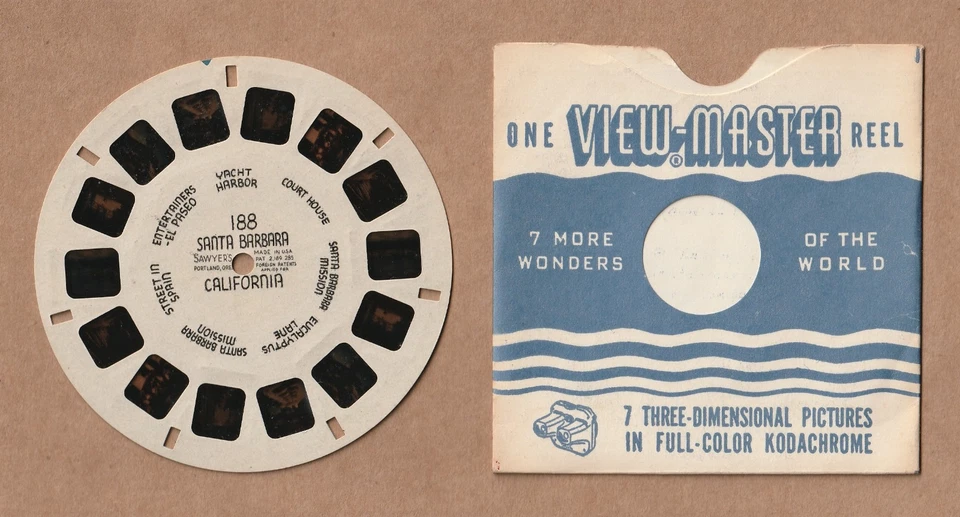 YACHT
HARBOR
COURT HOUSE
SANTA BARBARA
MISSION
EUCALYPTUS
LANE
SANTA BARBARA
MISSION
STREET IN
SPAIN
ENTERTAINERS
-EL PASEO
188
SANTA BARBARA
SAWYER'S
PORTLAND, ORE.
MADE IN U.S.A.
PAT. 2,189,285
FOREIGN PATENTS
APPLIED FOR
CALIFORNIA
ONE VIEW-MASTER® REEL
7 MORE
WONDERS
OF THE
WORLD
7 THREE-DIMENSIONAL PICTURES
IN FULL-COLOR KODACHROME